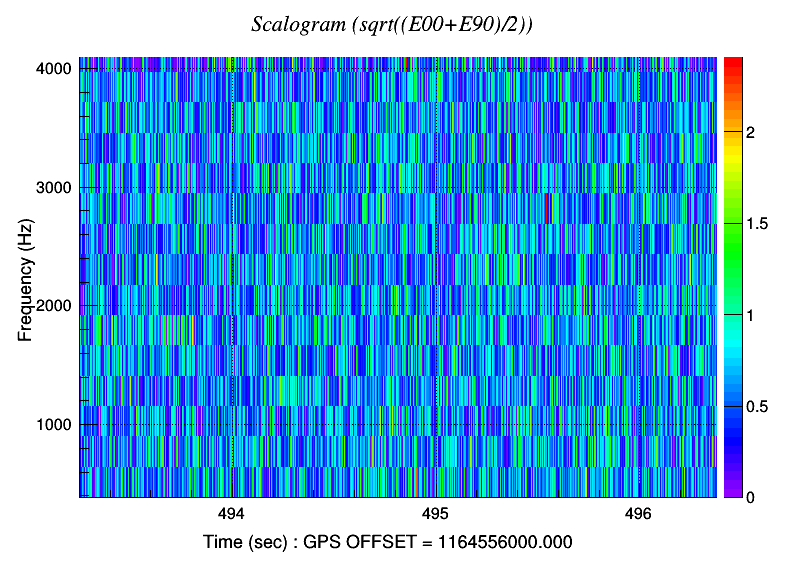 Scalogram (sqrt((E00+E90)/2))
4000
3000
2000
1000
Frequency (Hz)
2
1.5
1
0.5
0
494 495 496
Time (sec) : GPS OFFSET = 1164556000.000